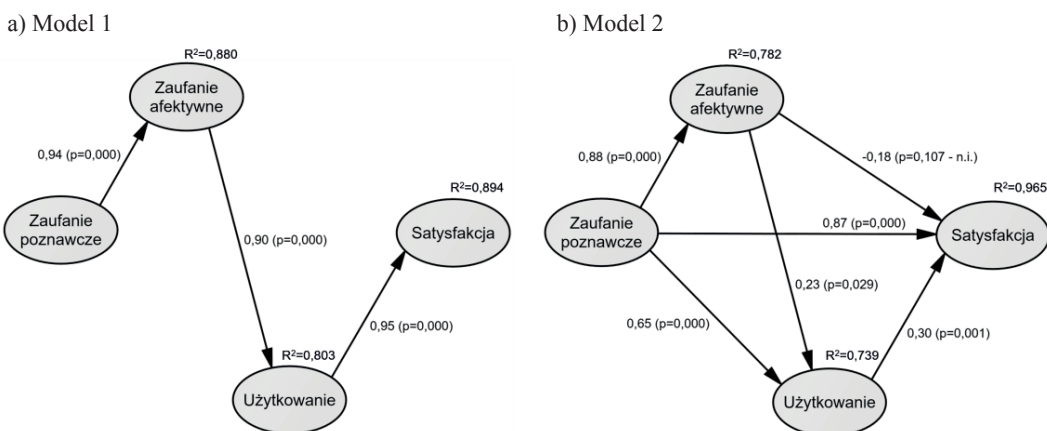 a) Model 1
R²=0,880
Zaufanie
afektywne
0,94 (p=0,000)
Zaufanie
poznawcze
0,90 (p=0,000)
R²=0,894
Satysfakcja
0,95 (p=0,000)
R²=0,803
Użytkowanie
b) Model 2
R²=0,782
Zaufanie
afektywne
0,88 (p=0,000)
-0,18 (p=0,107 - n.i.)
R²=0,965
Zaufanie
poznawcze
0,87 (p=0,000)
Satysfakcja
0,23 (p=0,029)
0,65 (p=0,000)
0,30 (p=0,001)
R²=0,739
Użytkowanie